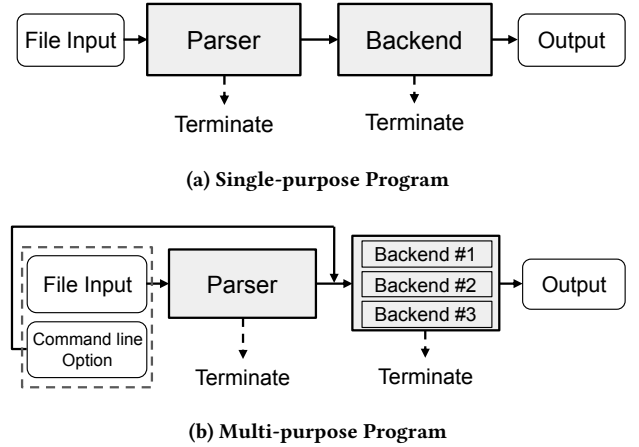 File Input
Parser
Backend
Output
Terminate
Terminate
(a) Single-purpose Program
File Input
Command line
Option
Parser
Backend #1
Backend #2
Backend #3
Output
Terminate
Terminate
(b) Multi-purpose Program